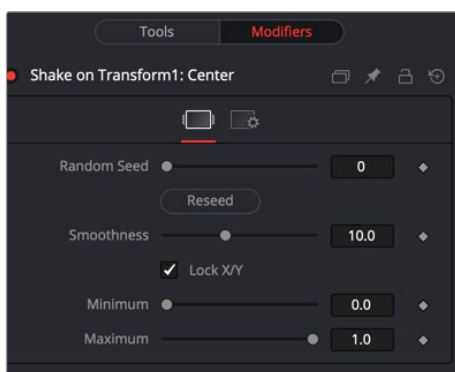 Tools Modifiers
Shake on Transform1: Center
Random Seed 0
Reseed
Smoothness 10.0
Lock X/Y
Minimum 0.0
Maximum 1.0